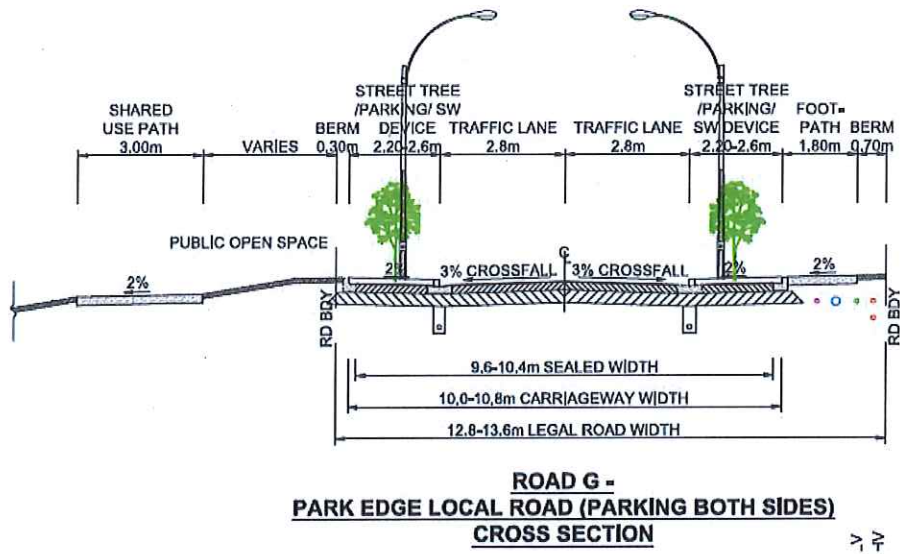 SHARED
USE PATH
3.00m
VARIES
BERM
0.30m
STREET TREE
/PARKING/ SW
DEVICE
2.20-2.6m
TRAFFIC LANE
2.8m
TRAFFIC LANE
2.8m
STREET TREE
/PARKING/
SW DEVICE
2.20-2.6m
FOOT-
PATH
1.80m
BERM
0.70m
PUBLIC OPEN SPACE
2%
2%
3% CROSSFALL
3% CROSSFALL
2%
2%
RD BDY
RD BDY
9.6-10.4m SEALED WIDTH
10.0-10.8m CARRIAGEWAY WIDTH
12.8-13.6m LEGAL ROAD WIDTH
ROAD G -
PARK EDGE LOCAL ROAD (PARKING BOTH SIDES)
CROSS SECTION